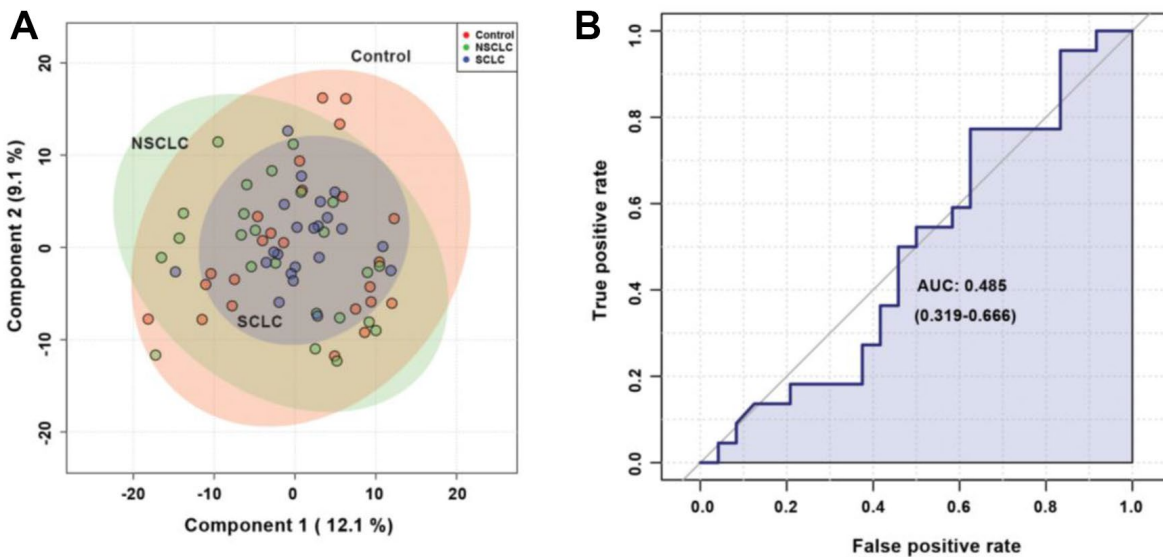 A
Control
NSCLC
SCLC
Control
NSCLC
SCLC
20
10
0
-10
-20
-20
-10
0
10
20
Component 2 (9.1 %)
Component 1 ( 12.1 %)
B
1.0
0.8
0.6
0.4
0.2
0.0
True positive rate
AUC: 0.485
(0.319-0.666)
0.0
0.2
0.4
0.6
0.8
1.0
False positive rate